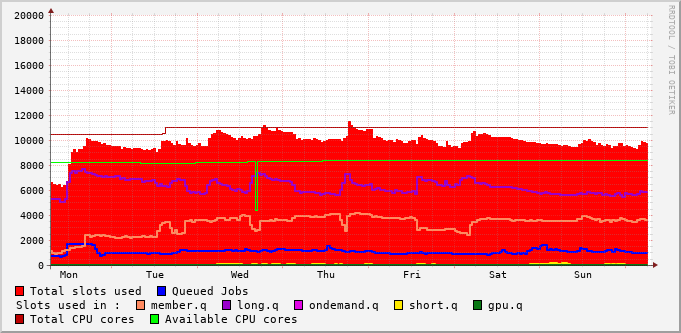 20000
18000
16000
14000
12000
10000
8000
6000
4000
2000
0
Mon Tue Wed Thu Fri Sat Sun
RRDTOOL / TOBI OETIKER
Total slots used Queued Jobs
Slots used in : member.q long.q ondemand.q short.q gpu.q
Total CPU cores Available CPU cores